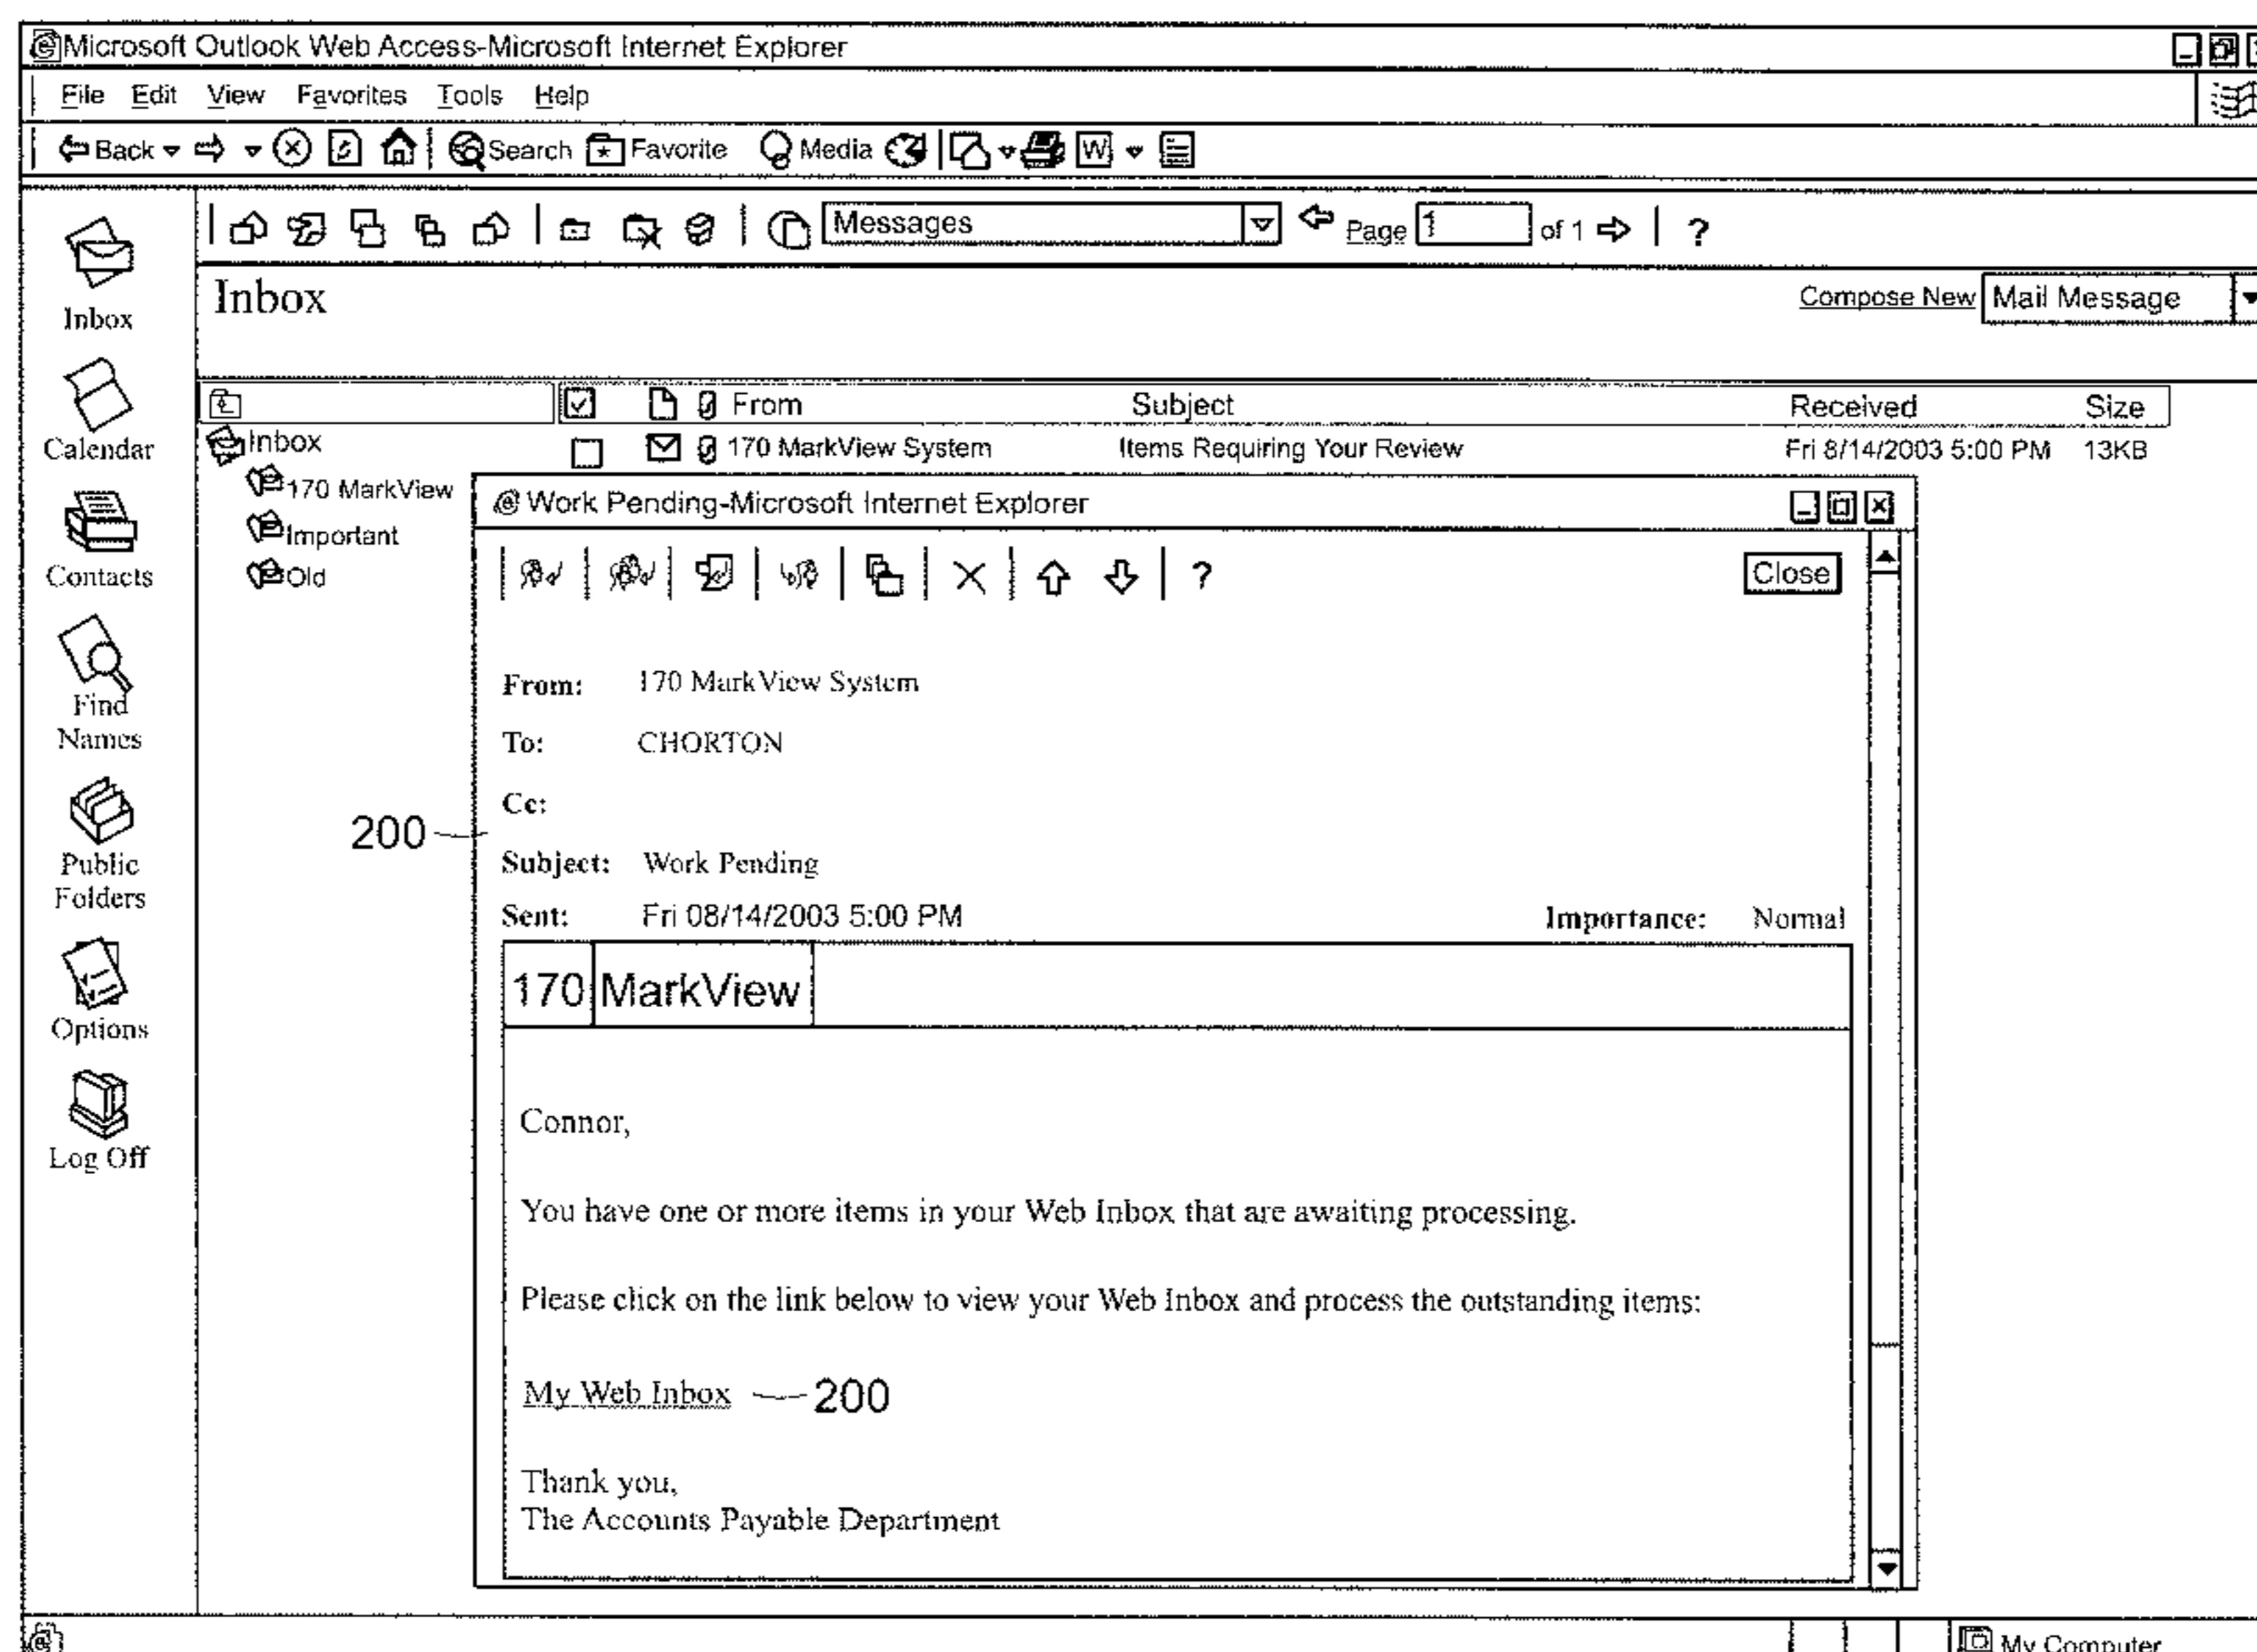 Microsoft Outlook Web Access-Microsoft Internet Explorer
File Edit View Favorites Tools Help
Back Search Favorite Media W
Messages Page 1 of 1 ?
Inbox Compose New Mail Message
Inbox
Calendar
Contacts
Find
Names
Public
Folders
Options
Log Off
From Subject Received Size
170 MarkView System Items Requiring Your Review Fri 8/14/2003 5:00 PM 13KB
Inbox
170 MarkView
Important
Old
Work Pending-Microsoft Internet Explorer
? Close
From: 170 MarkView System
To: CHORTON
Cc:
200
Subject: Work Pending
Sent: Fri 08/14/2003 5:00 PM Importance: Normal
170 MarkView
Connor,
You have one or more items in your Web Inbox that are awaiting processing.
Please click on the link below to view your Web Inbox and process the outstanding items:
My Web Inbox 200
Thank you,
The Accounts Payable Department
My Computer